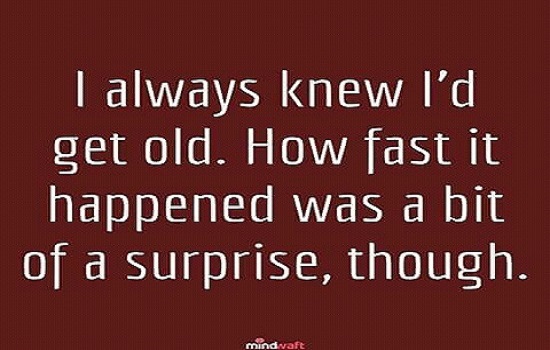 I always knew I'd
get old. How fast it
happened was a bit
of a surprise, though.
mindwaft